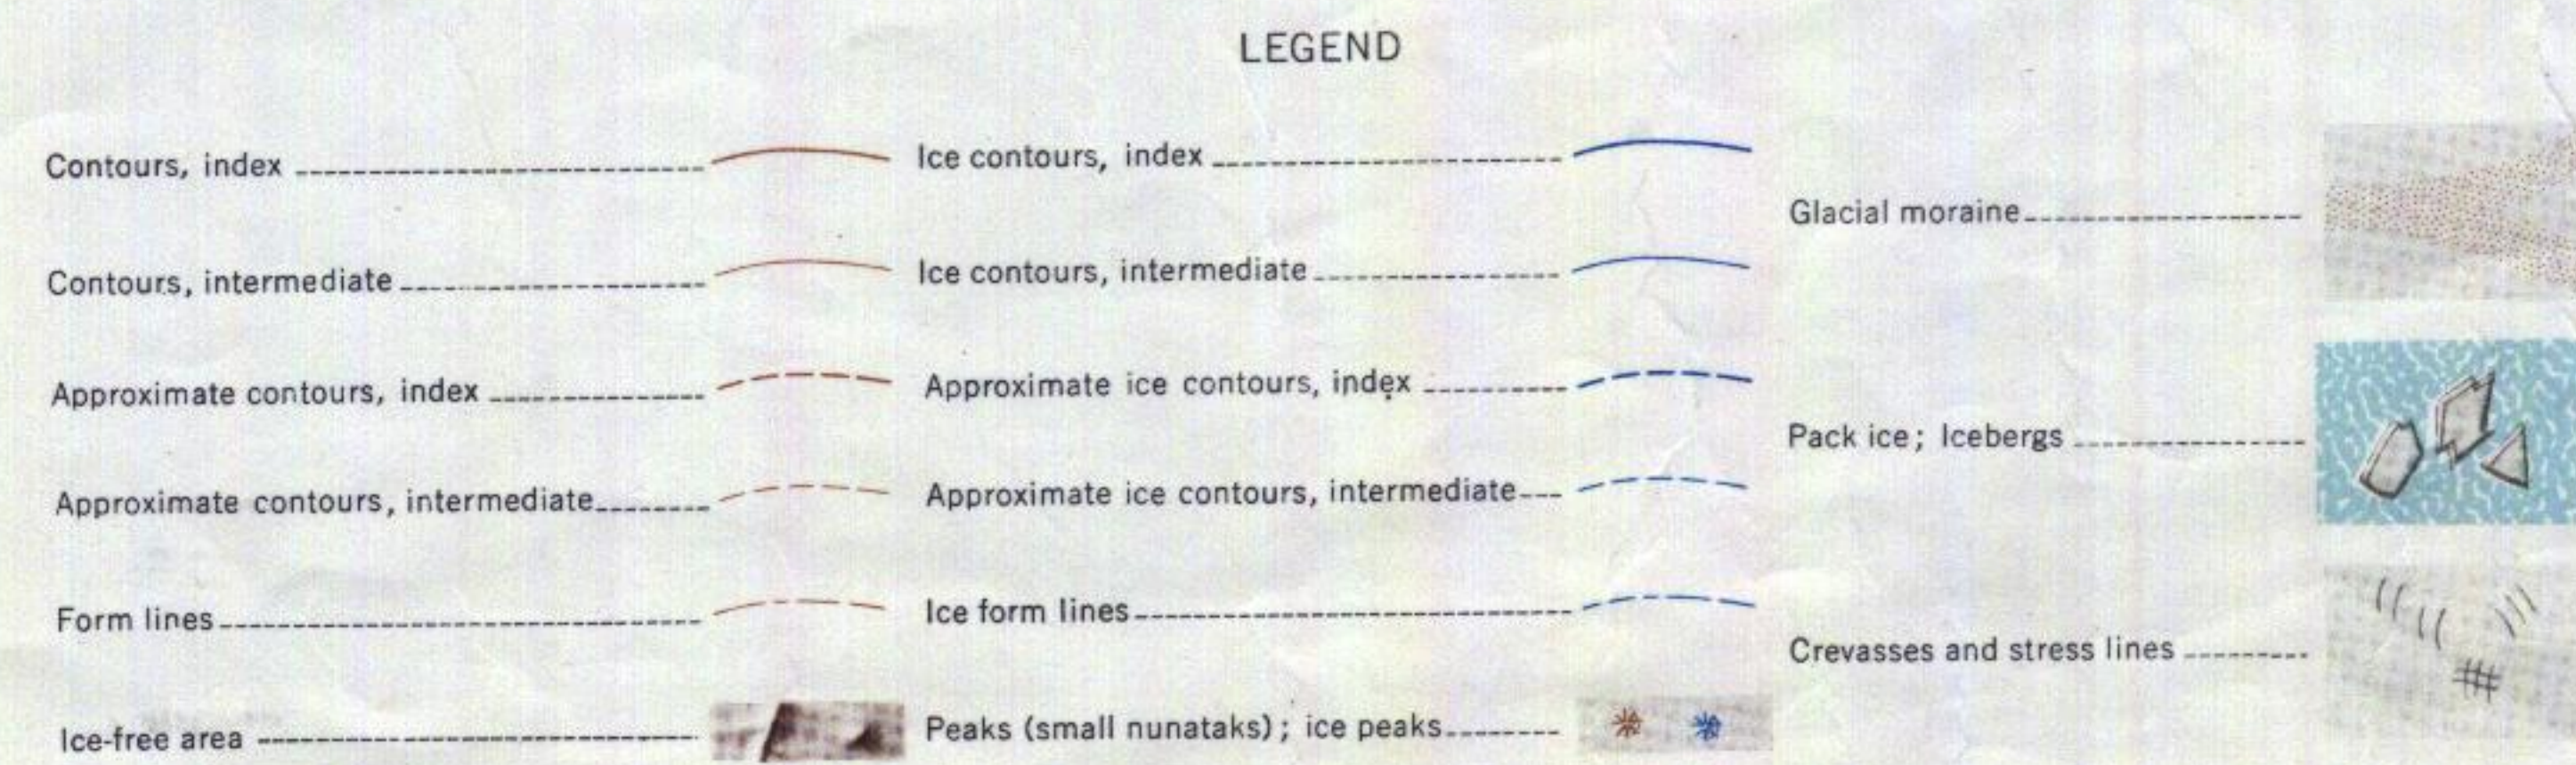 LEGEND
Contours, index
Contours, intermediate
Approximate contours, index
Approximate contours, intermediate
Form lines
Ice-free area
Ice contours, index
Ice contours, intermediate
Approximate ice contours, index
Approximate ice contours, intermediate
Ice form lines
Peaks (small nunataks); ice peaks
Glacial moraine
Pack ice; Icebergs
Crevasses and stress lines